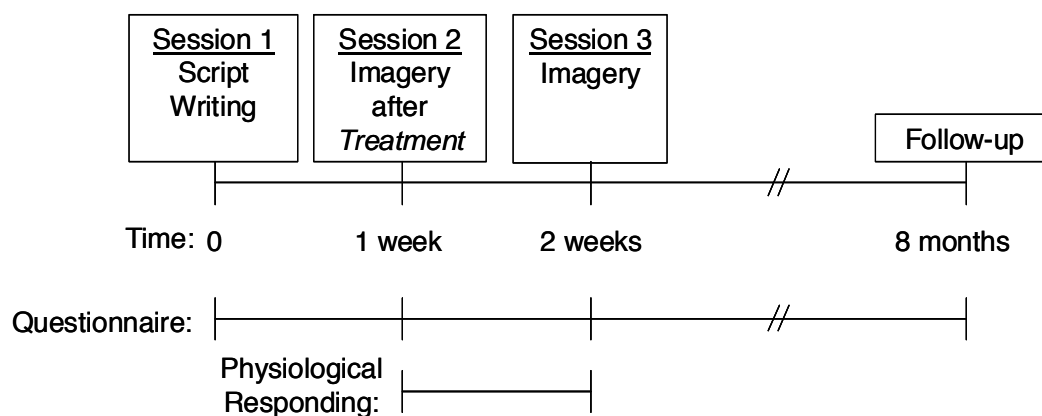 Session 1
Script
Writing
Session 2
Imagery
after
Treatment
Session 3
Imagery
Follow-up
Time: 0 1 week 2 weeks 8 months
Questionnaire:
Physiological
Responding: